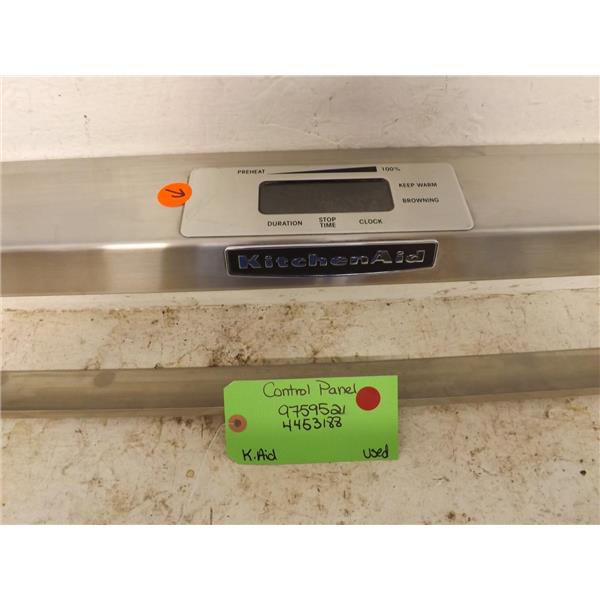 PREHEAT 100%
KEEP WARM
BROWNING
DURATION STOP TIME CLOCK
KitchenAid
Control Panel
9759521
4453188
K.Aid used